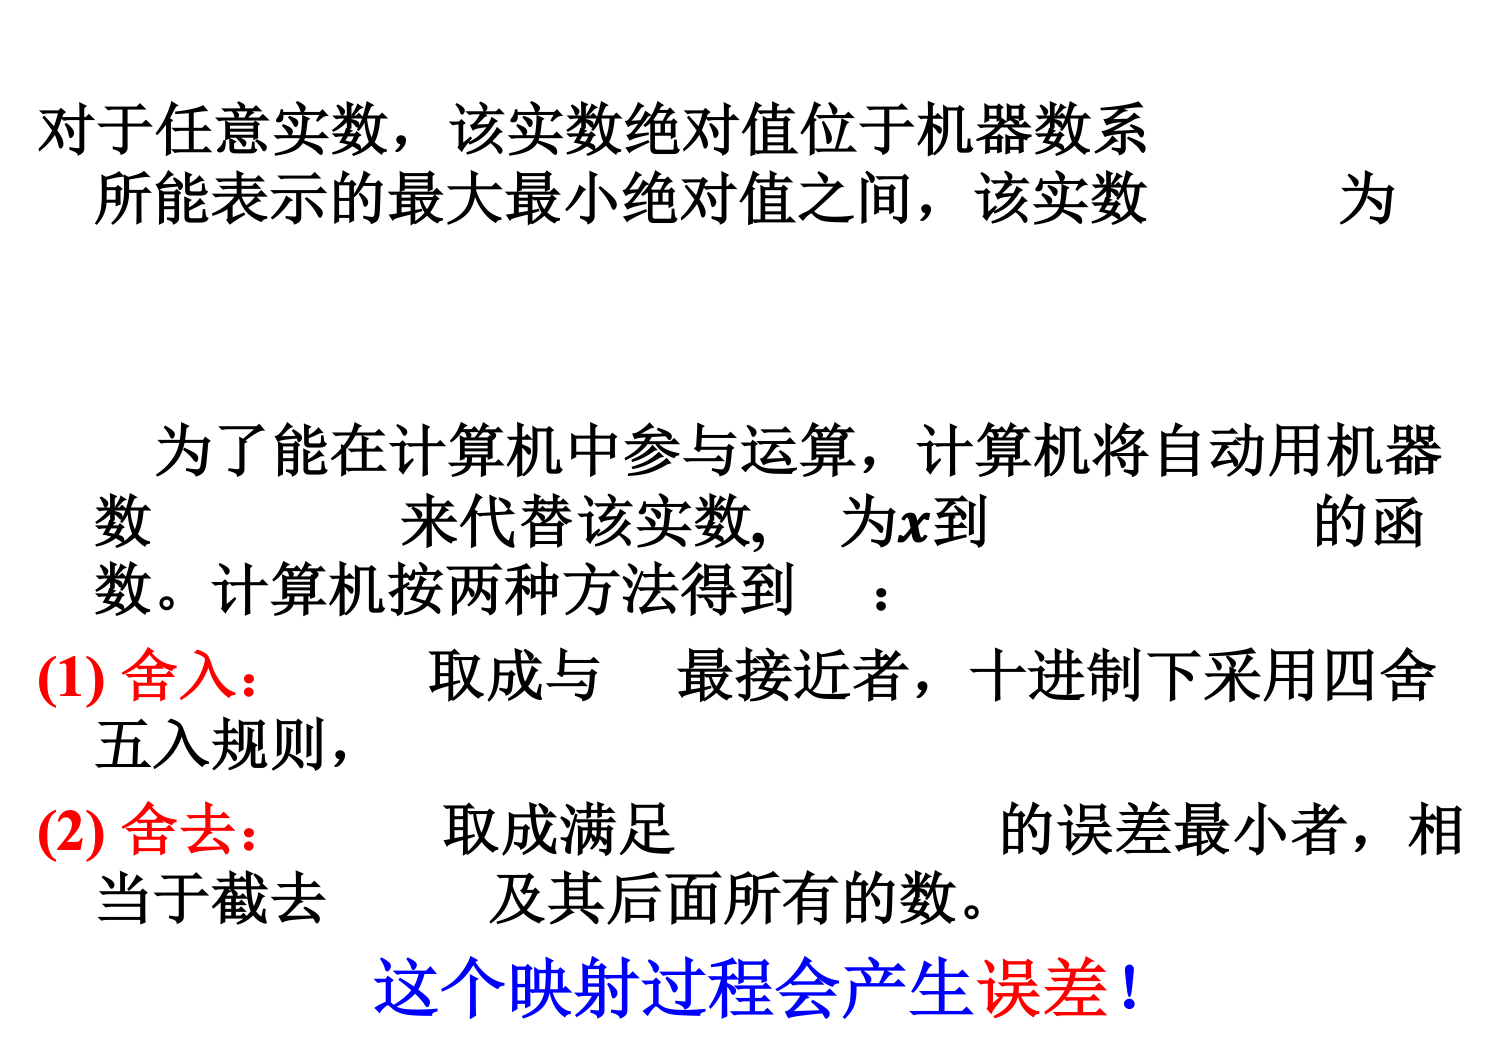 对于任意实数，该实数绝对值位于机器数系
所能表示的最大最小绝对值之间，该实数 为
为了能在计算机中参与运算，计算机将自动用机器
数 来代替该实数, 为x到 的函
数。计算机按两种方法得到 ：
(1) 舍入： 取成与 最接近者，十进制下采用四舍
五入规则，
(2) 舍去： 取成满足 的误差最小者，相
当于截去 及其后面所有的数。
这个映射过程会产生误差！